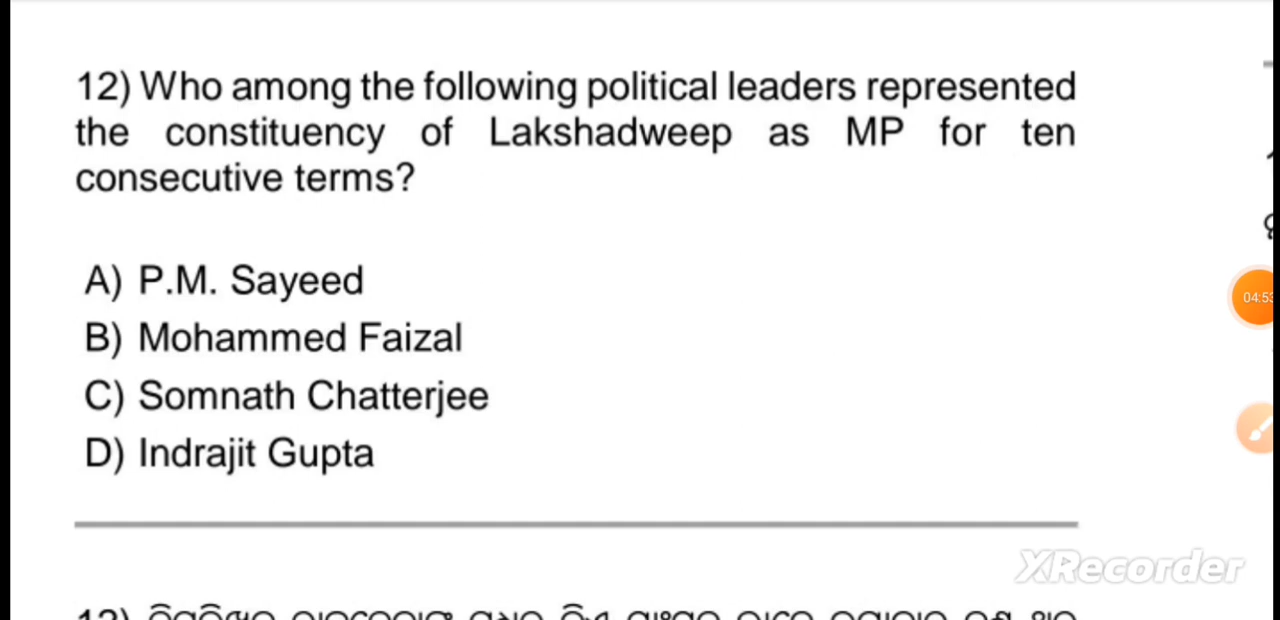 12) Who among the following political leaders represented
the constituency of Lakshadweep as MP for ten
consecutive terms?
A) P.M. Sayeed
B) Mohammed Faizal
C) Somnath Chatterjee
D) Indrajit Gupta
04:53
XRecorder